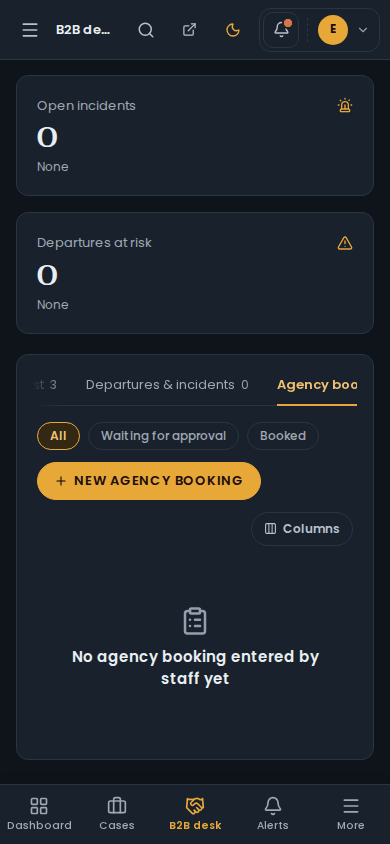 B2B de...
E
Open incidents
0
None
Departures at risk
0
None
st 3
Departures & incidents 0
Agency boo
All
Waiting for approval
Booked
+ NEW AGENCY BOOKING
Columns
No agency booking entered by
staff yet
Dashboard
Cases
B2B desk
Alerts
More